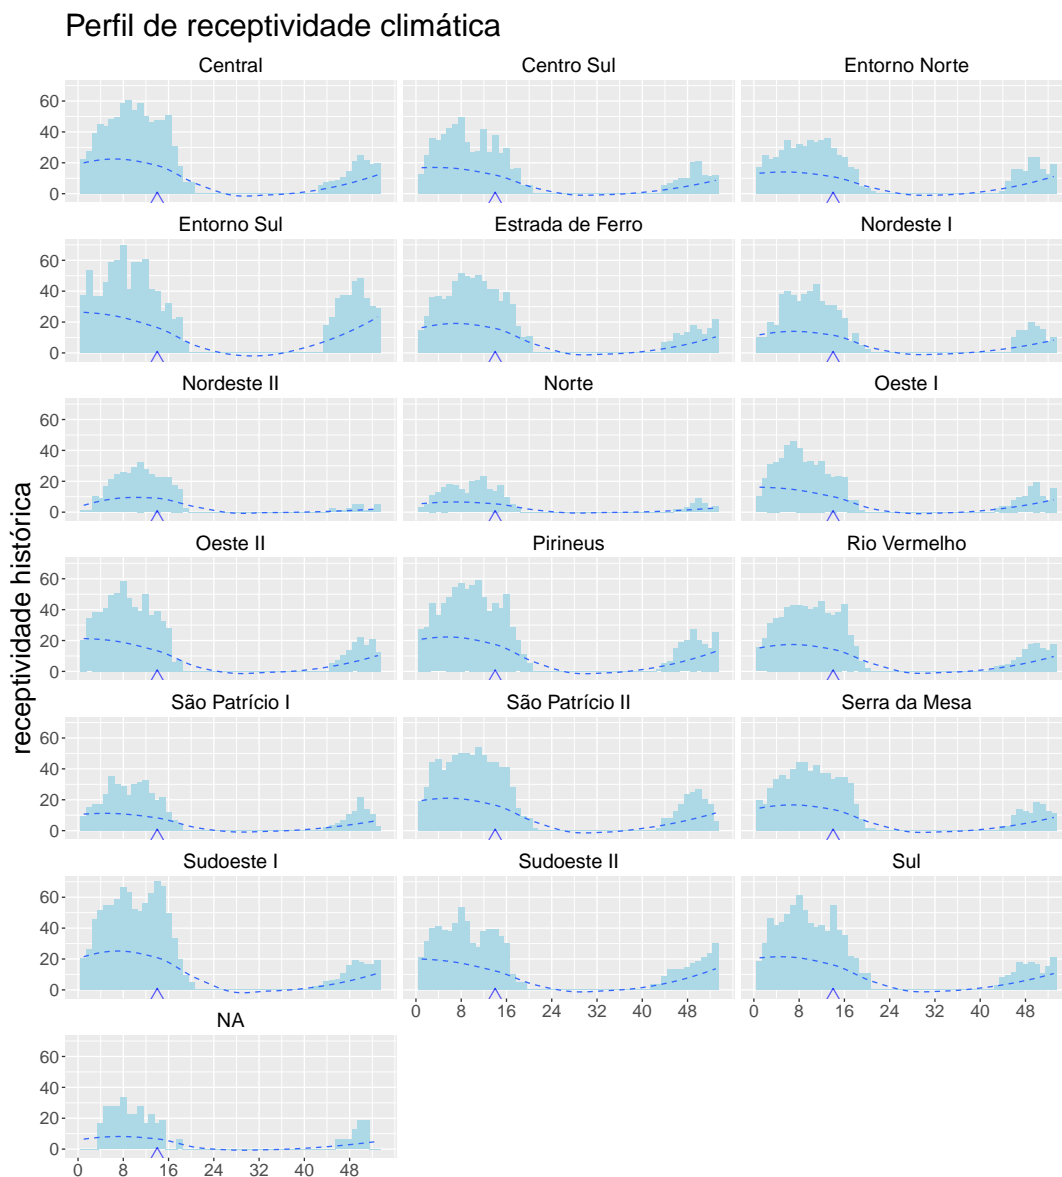 Perfil de receptividade climática
Central Centro Sul Entorno Norte
60
40
20
0
Entorno Sul Estrada de Ferro Nordeste I
60
40
20
0
Nordeste II Norte Oeste I
60
40
20
0
receptividade histórica
Oeste II Pirineus Rio Vermelho
60
40
20
0
São Patrício I São Patrício II Serra da Mesa
60
40
20
0
Sudoeste I Sudoeste II Sul
60
40
20
0
0 8 16 24 32 40 48 0 8 16 24 32 40 48
NA
60
40
20
0
0 8 16 24 32 40 48